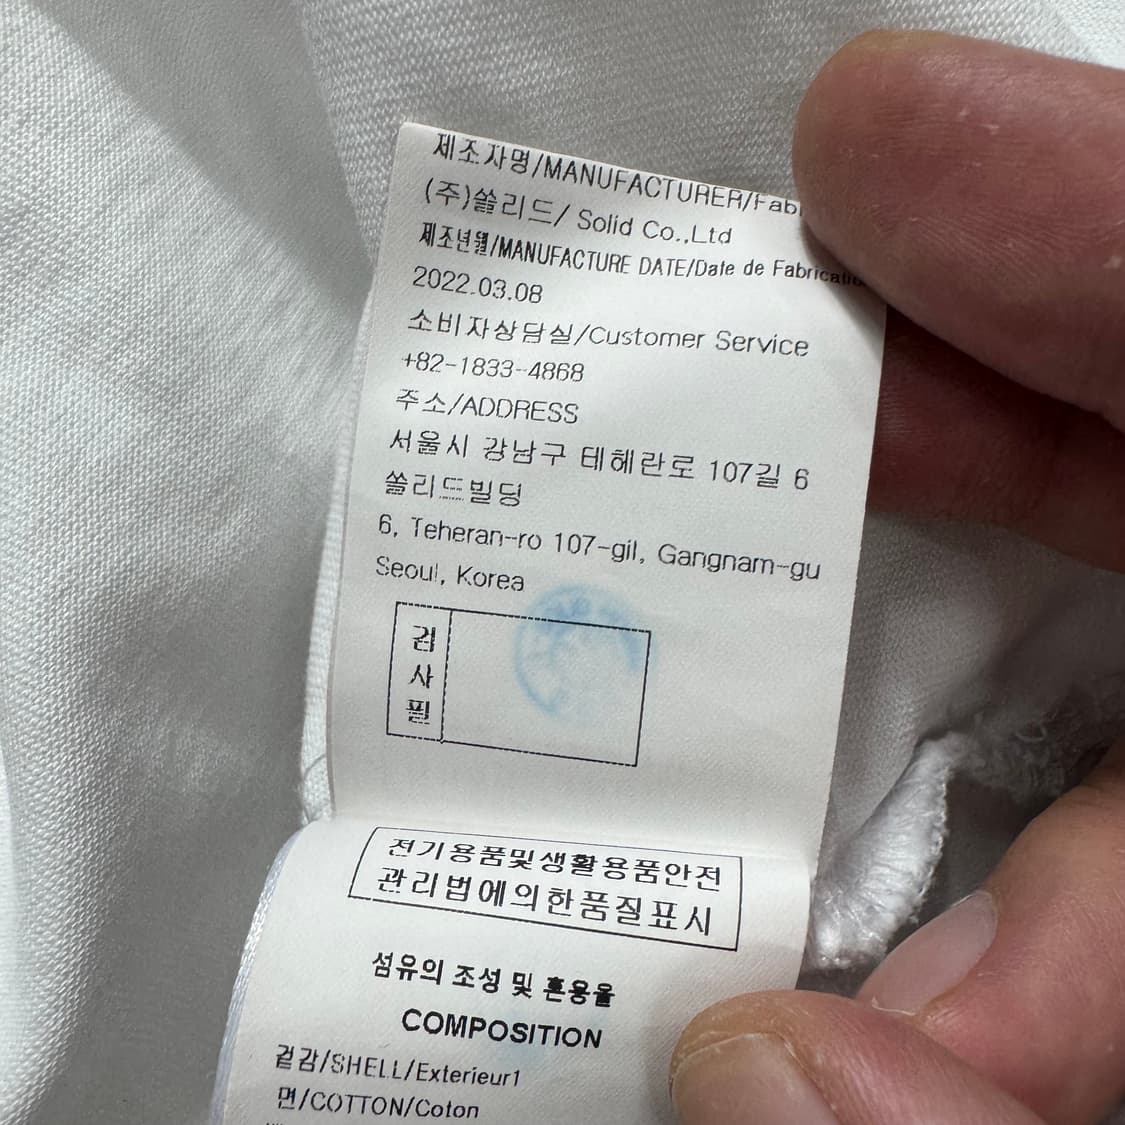 제조자명/MANUFACTURER/Fabr
(주)쏠리드/ Solid Co.,Ltd
제조년월/MANUFACTURE DATE/Date de Fabricatio
2022.03.08
소비자상담실/Customer Service
+82-1833-4868
주소/ADDRESS
서울시 강남구 테헤란로 107길 6
쏠리드빌딩
6, Teheran-ro 107-gil, Gangnam-gu
Seoul, Korea
검
사
필
전기용품및생활용품안전
관리법에의한품질표시
섬유의 조성 및 혼용율
COMPOSITION
겉감/SHELL/Exterieur1
면/COTTON/Coton